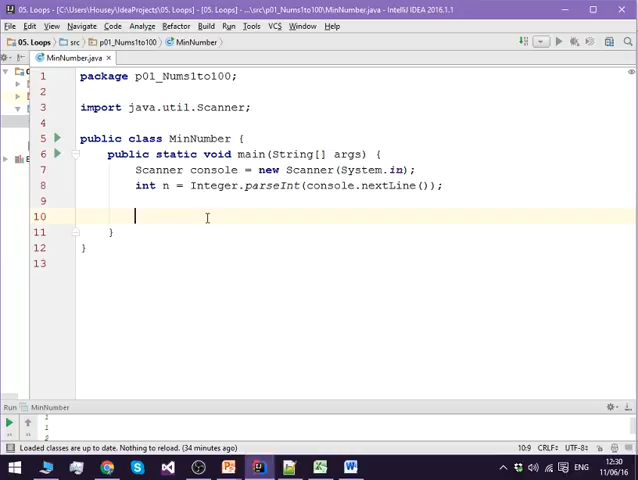 05. Loops - [C:\Users\Housey\IdeaProjects\05. Loops] - [05. Loops] - ...\src\p01_Nums1to100\MinNumber.java - IntelliJ IDEA 2016.1.1
File Edit View Navigate Code Analyze Refactor Build Run Tools VCS Window Help
05. Loops src p01_Nums1to100 MinNumber
MinNumber.java
1 package p01_Nums1to100;
2
3 import java.util.Scanner;
4
5 public class MinNumber {
6 public static void main(String[] args) {
7 Scanner console = new Scanner(System.in);
8 int n = Integer.parseInt(console.nextLine());
9
10
11 }
12 }
13
Run MinNumber
1
2
Loaded classes are up to date. Nothing to reload. (34 minutes ago) 10:9 CRLF÷ UTF-8÷
12:30
11/06/16